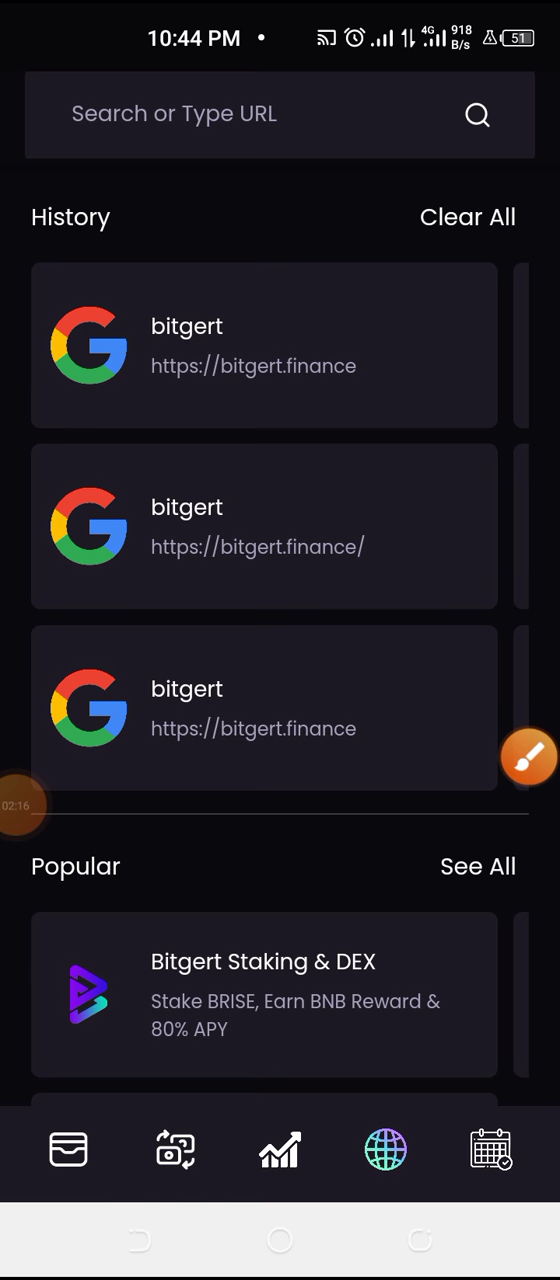 10:44 PM
4G
918
B/s
51
Search or Type URL
History
Clear All
bitgert
https://bitgert.finance
bitgert
https://bitgert.finance/
bitgert
https://bitgert.finance
02:16
Popular
See All
Bitgert Staking & DEX
Stake BRISE, Earn BNB Reward &
80% APY